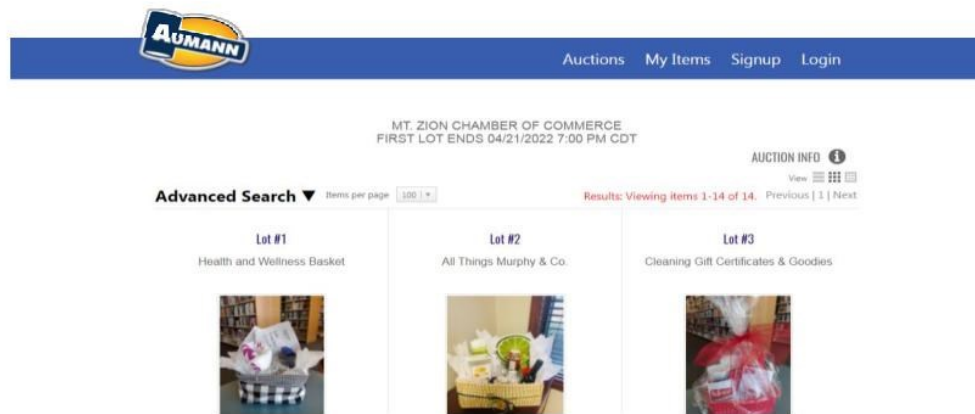 AUMANN
Auctions My Items Signup Login
MT. ZION CHAMBER OF COMMERCE
FIRST LOT ENDS 04/21/2022 7:00 PM CDT
AUCTION INFO
View
Advanced Search ▼ Items per page 100 Results: Viewing items 1-14 of 14. Previous | 1 | Next
Lot #1 Lot #2 Lot #3
Health and Wellness Basket All Things Murphy & Co. Cleaning Gift Certificates & Goodies